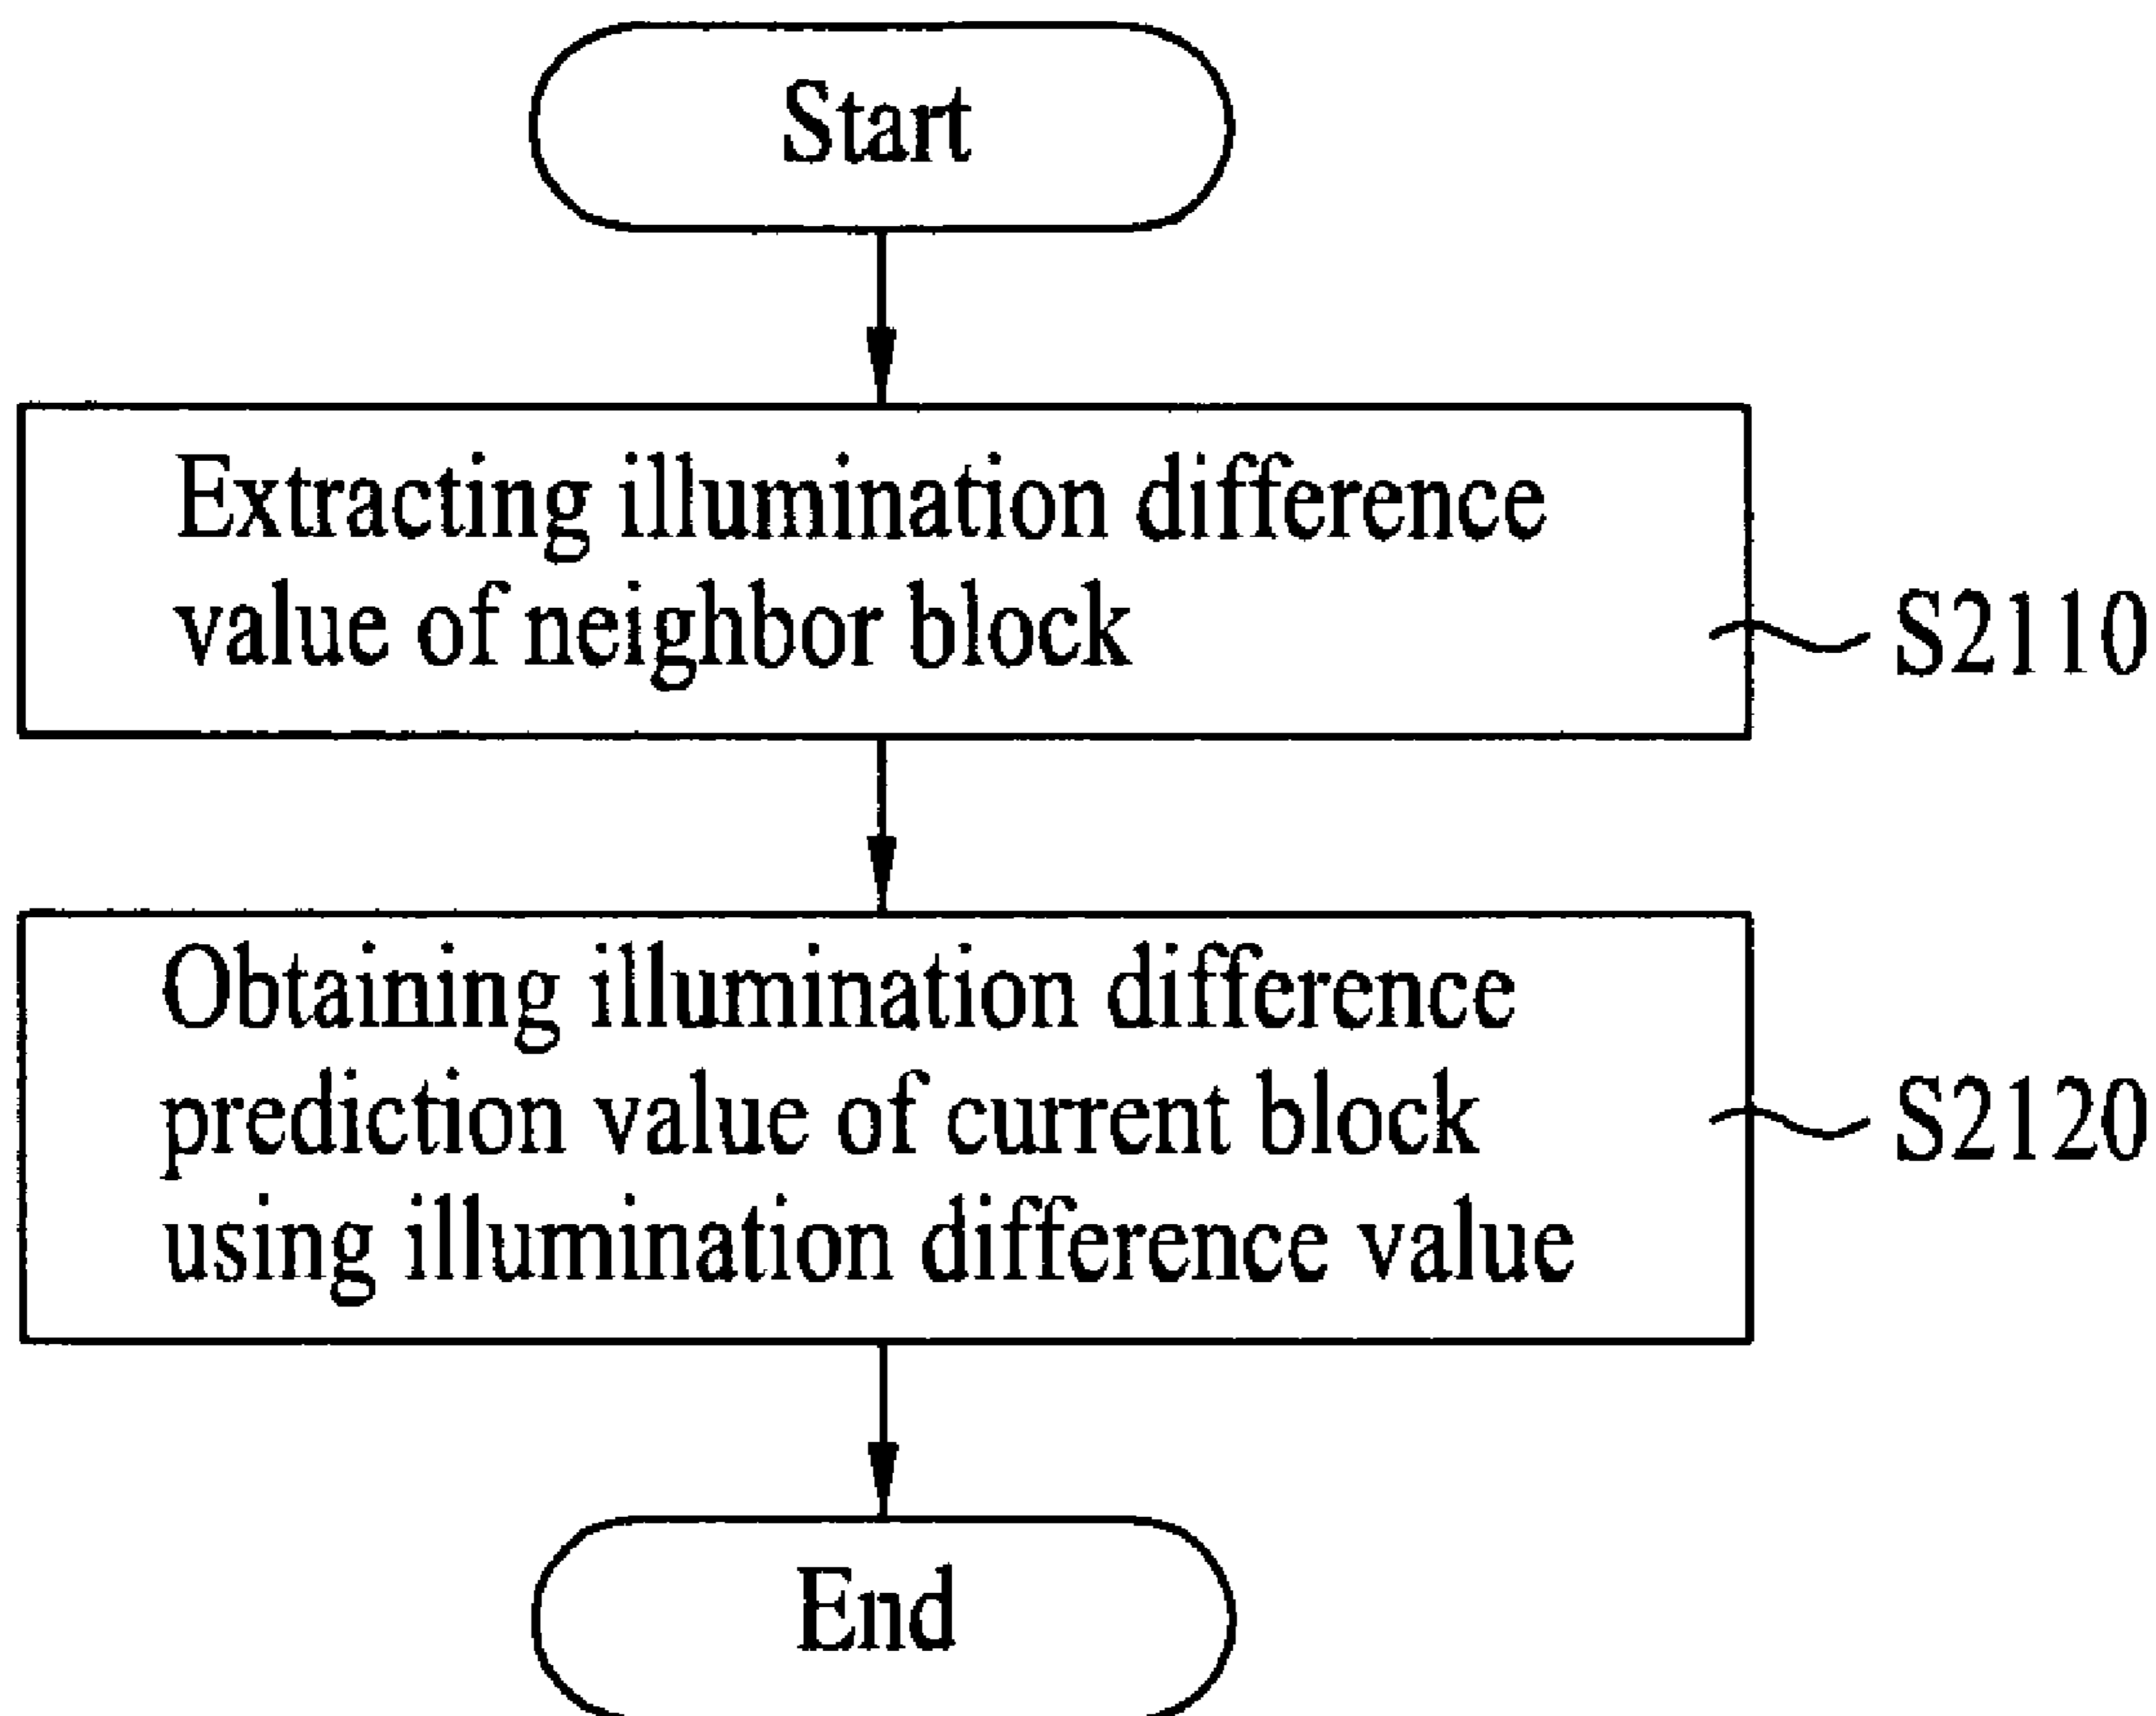 Start
Extracting illumination difference
value of neighbor block
S2110
Obtaining illumination difference
prediction value of current block
using illumination difference value
S2120
End